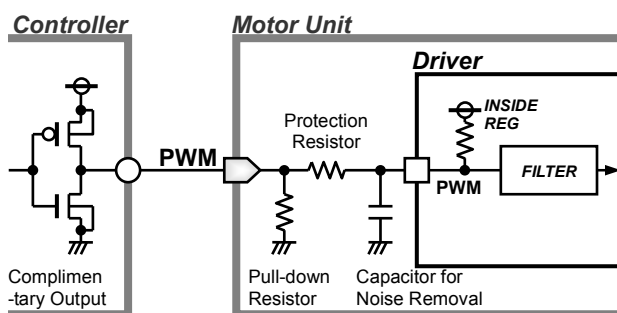 Controller
Motor Unit
Driver
INSIDE
REG
Protection
Resistor
PWM
PWM
FILTER
Complimen
-tary Output
Pull-down
Resistor
Capacitor for
Noise Removal